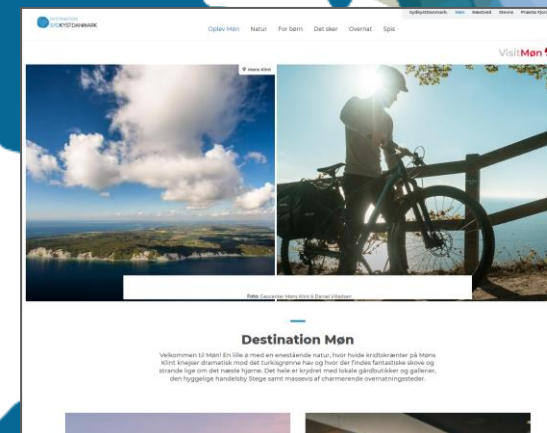 Sydkystdanmark Møn Næstved Stevns Præstø Fjord
DESTINATION
SYDKYSTDANMARK
Oplev Møn Natur For børn Det sker Overnat Spis
VisitMøn
Møns Klint
Foto: Geocenter Møns Klint & Daniel Villadsen
Destination Møn
Velkommen til Møn! En lille ø med en enestående natur, hvor hvide kridtskrænter på Møns
Klint knejser dramatisk mod det turkisgrønne hav og hvor der findes fantastiske skove og
strande lige om det næste hjørne. Det hele er krydret med lokale gårdbutikker og gallerier,
den hyggelige handelsby Stege samt massevis af charmerende overnatningssteder.